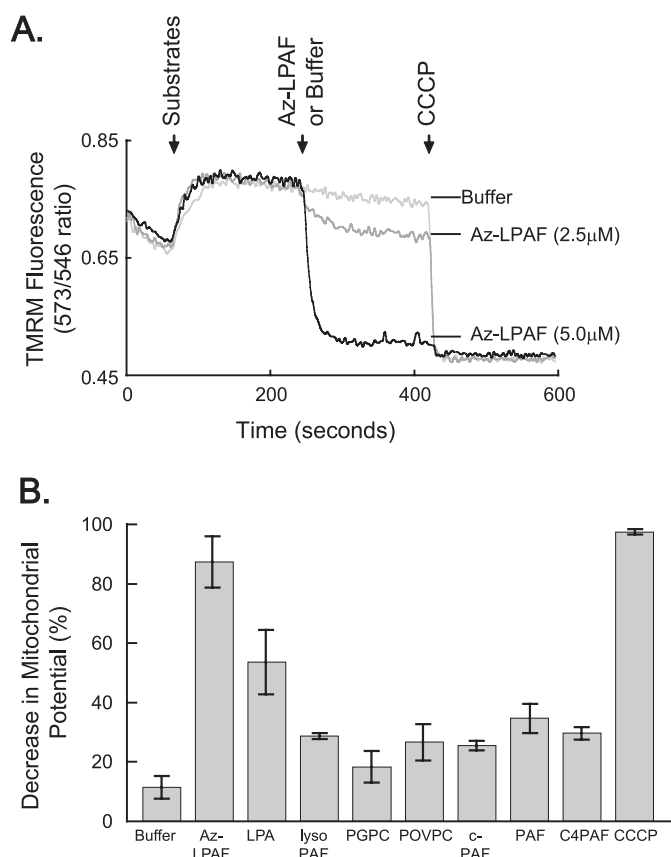 A.
Substrates
Az-LPAF
or Buffer
CCCP
0.85
0.65
0.45
TMRM Fluorescence
(573/546 ratio)
Buffer
Az-LPAF (2.5µM)
Az-LPAF (5.0µM)
0
200
400
600
Time (seconds)
B.
100
80
60
40
20
0
Decrease in Mitochondrial
Potential (%)
Buffer
Az-
LPAF
LPA
lyso
PAF
PGPC
POVPC
c-
PAF
PAF
C4PAF
CCCP